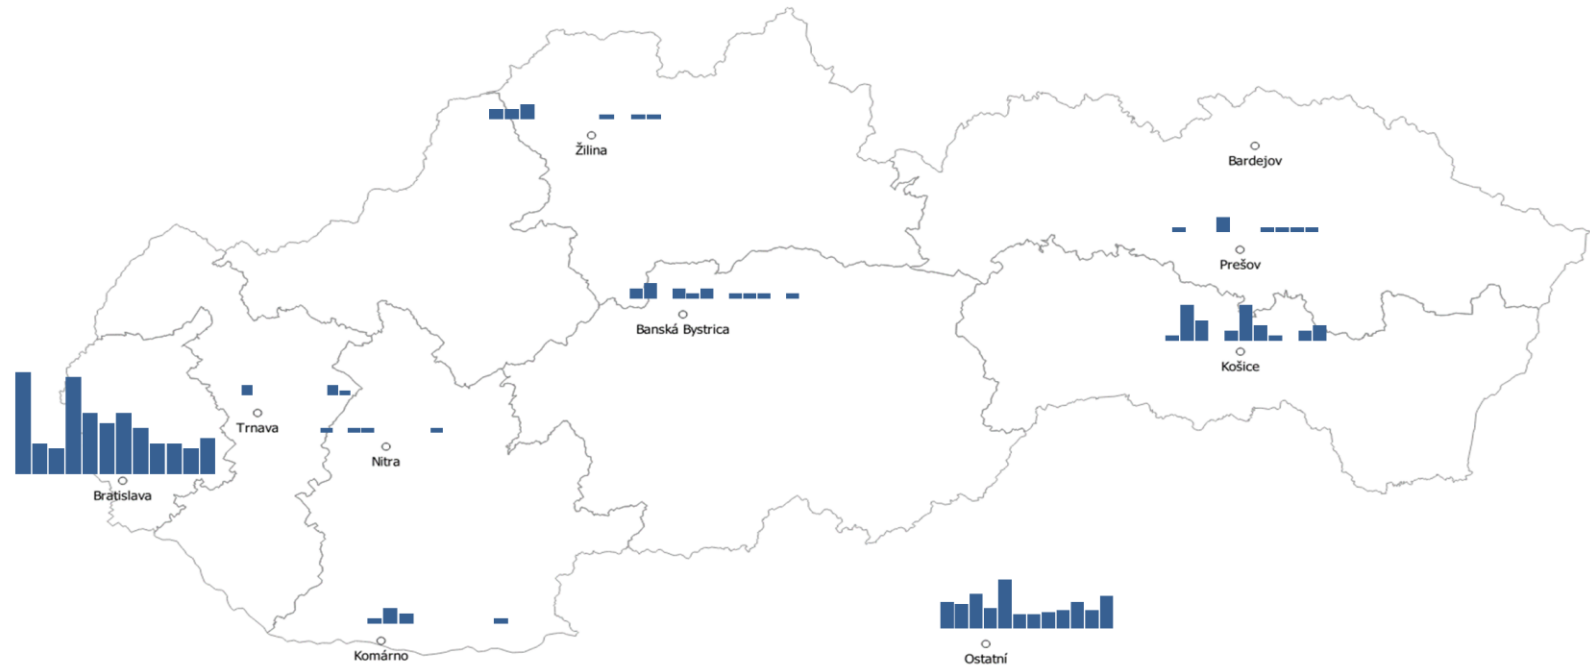 Žilina
Bardejov
Prešov
Banská Bystrica
Košice
Trnava
Nitra
Bratislava
Komárno
Ostatní